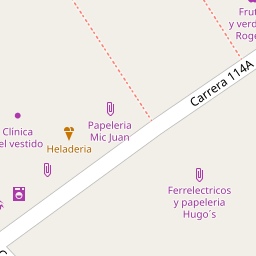 Frut
y verd
Roge
Carrera 114A
Papeleria
Mic Juan
Clinica
el vestido
Heladeria
Ferrelectricos
y papeleria
Hugo´s